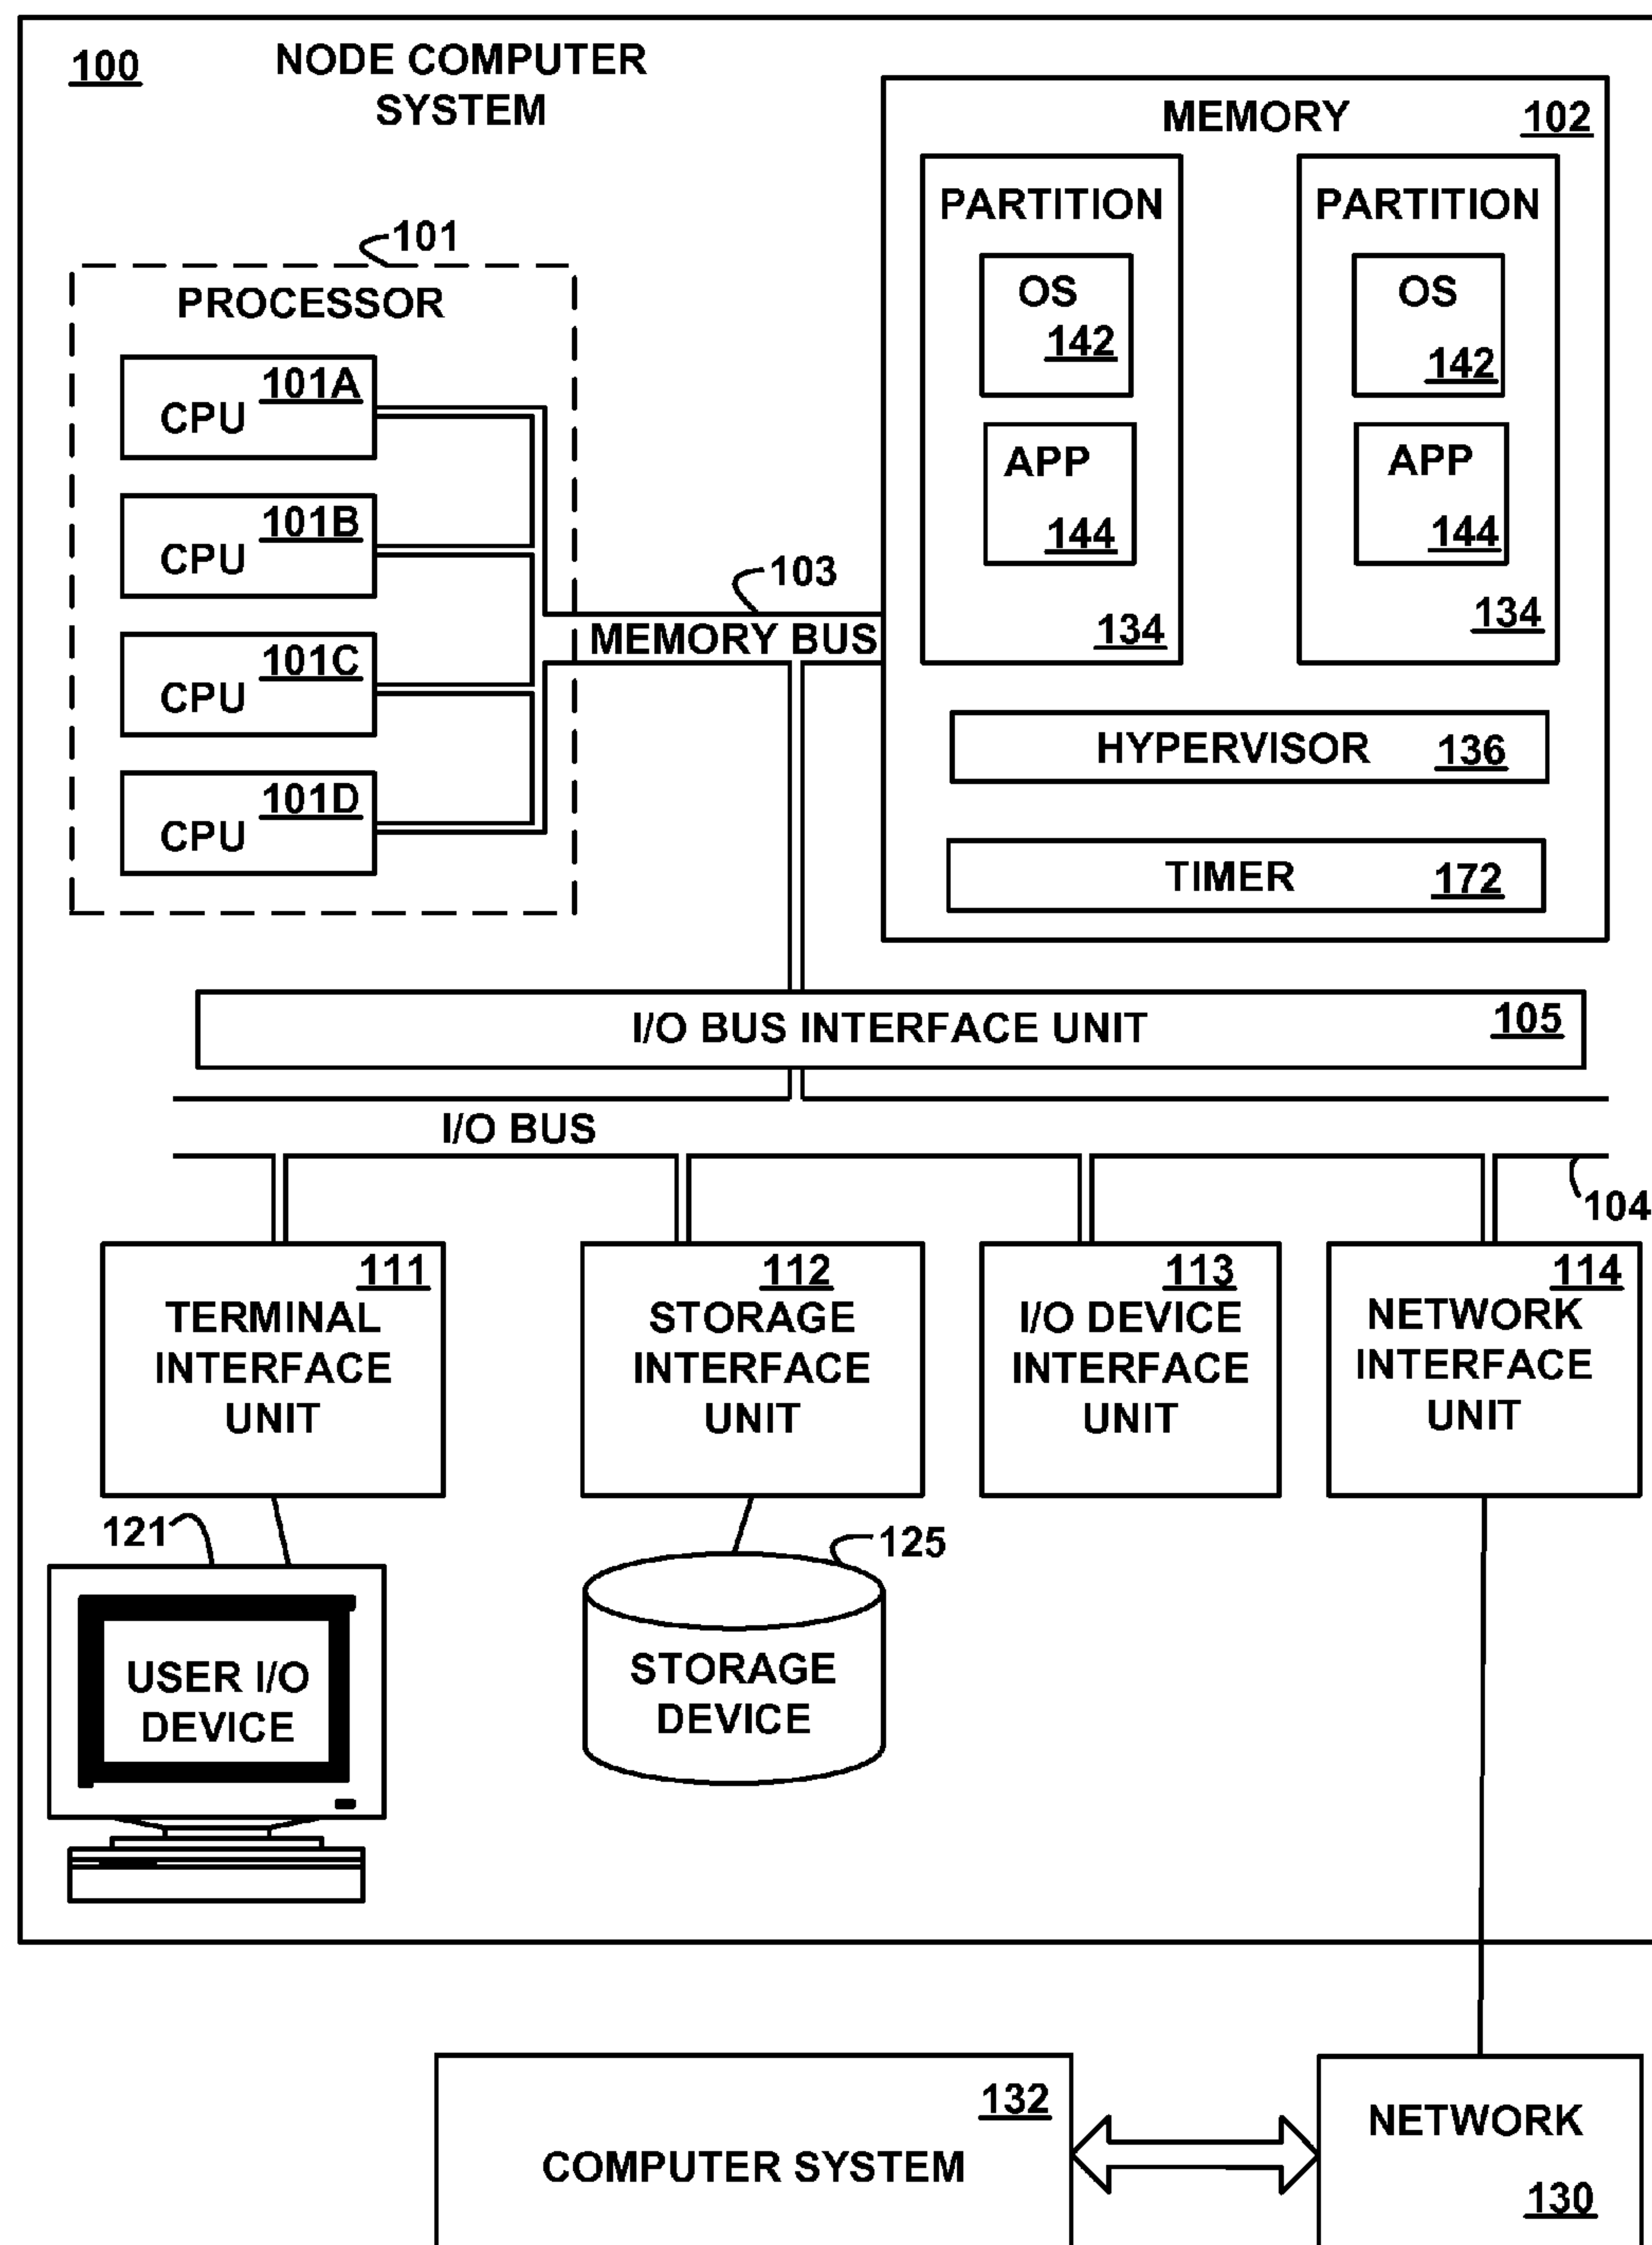 100
NODE COMPUTER
SYSTEM
MEMORY
102
PARTITION
OS
142
APP
144
134
PARTITION
OS
142
APP
144
134
HYPERVISOR
136
TIMER
172
101
PROCESSOR
101A
CPU
101B
CPU
101C
CPU
101D
CPU
103
MEMORY BUS
I/O BUS INTERFACE UNIT
105
I/O BUS
104
111
TERMINAL
INTERFACE
UNIT
112
STORAGE
INTERFACE
UNIT
113
I/O DEVICE
INTERFACE
UNIT
114
NETWORK
INTERFACE
UNIT
121
USER I/O
DEVICE
125
STORAGE
DEVICE
132
COMPUTER SYSTEM
NETWORK
130